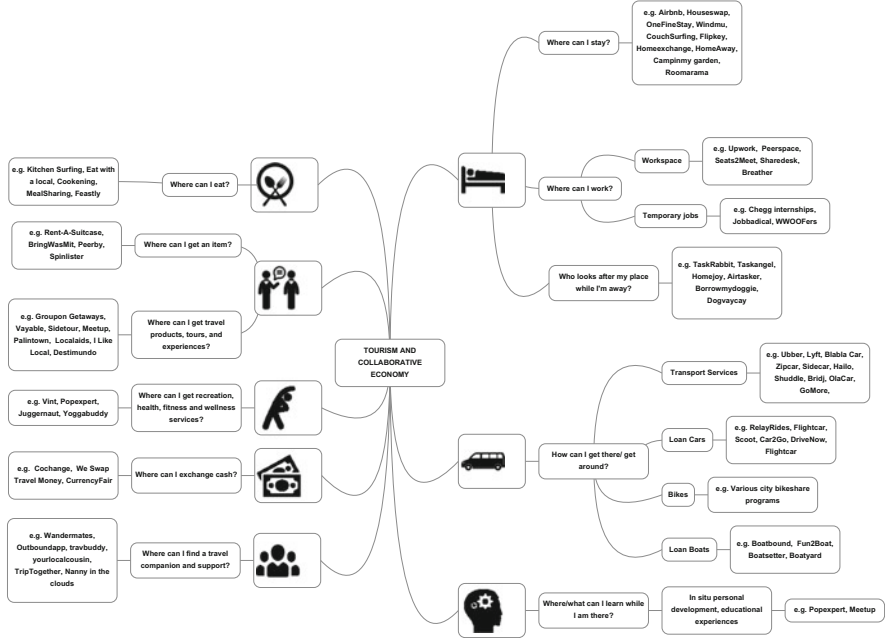 e.g. Kitchen Surfing, Eat with
a local, Cookening,
MealSharing, Feastly
Where can I eat?
e.g. Rent-A-Suitcase,
BringWasMit, Peerby,
Spinlister
Where can I get an item?
e.g. Groupon Getaways,
Vayable, Sidetour, Meetup,
Palintown, Localaids, I Like
Local, Destimundo
Where can I get travel
products, tours, and
experiences?
e.g. Vint, Popexpert,
Juggernaut, Yoggabuddy
Where can I get recreation,
health, fitness and wellness
services?
e.g. Cochange, We Swap
Travel Money, CurrencyFair
Where can I exchange cash?
e.g. Wandermates,
Outboundapp, travbuddy,
yourlocalcousin,
TripTogether, Nanny in the
clouds
Where can I find a travel
companion and support?
TOURISM AND
COLLABORATIVE
ECONOMY
Where can I stay?
e.g. Airbnb, Houseswap,
OneFineStay, Windmu,
CouchSurfing, Flipkey,
Homeexchange, HomeAway,
Campinmy garden,
Roomarama
Where can I work?
Workspace
e.g. Upwork, Peerspace,
Seats2Meet, Sharedesk,
Breather
Temporary jobs
e.g. Chegg internships,
Jobbadical, WWOOFers
Who looks after my place
while I'm away?
e.g. TaskRabbit, Taskangel,
Homejoy, Airtasker,
Borrowmydoggie,
Dogvaycay
How can I get there/ get
around?
Transport Services
e.g. Ubber, Lyft, Blabla Car,
Zipcar, Sidecar, Hailo,
Shuddle, Bridj, OlaCar,
GoMore,
Loan Cars
e.g. RelayRides, Flightcar,
Scoot, Car2Go, DriveNow,
Flightcar
Bikes
e.g. Various city bikeshare
programs
Loan Boats
e.g. Boatbound, Fun2Boat,
Boatsetter, Boatyard
Where/what can I learn while
I am there?
In situ personal
development, educational
experiences
e.g. Popexpert, Meetup